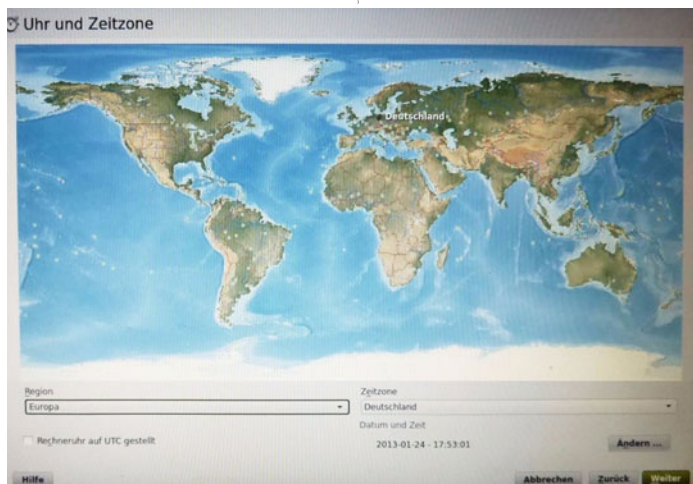 Uhr und Zeitzone
Deutschland
Region
Zeitzone
Europa
Deutschland
Datum und Zeit
Rechneruhr auf UTC gestellt
2013-01-24 - 17:53:01
Ändern ...
Hilfe
Abbrechen
Zurück
Weiter